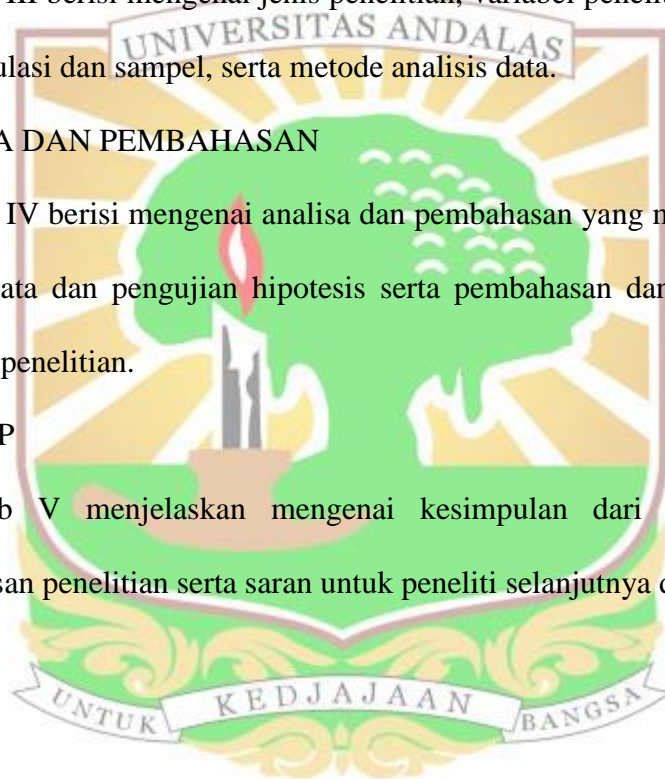 III berisi mengenai jenis penelitian, variabel penelit
UNIVERSITAS ANDALAS
ulasi dan sampel, serta metode analisis data.
A DAN PEMBAHASAN
IV berisi mengenai analisa dan pembahasan yang m
ata dan pengujian hipotesis serta pembahasan dan
penelitian.
P
b V menjelaskan mengenai kesimpulan dari
san penelitian serta saran untuk peneliti selanjutnya d
UNTUK KEDJAJAAN BANGSA